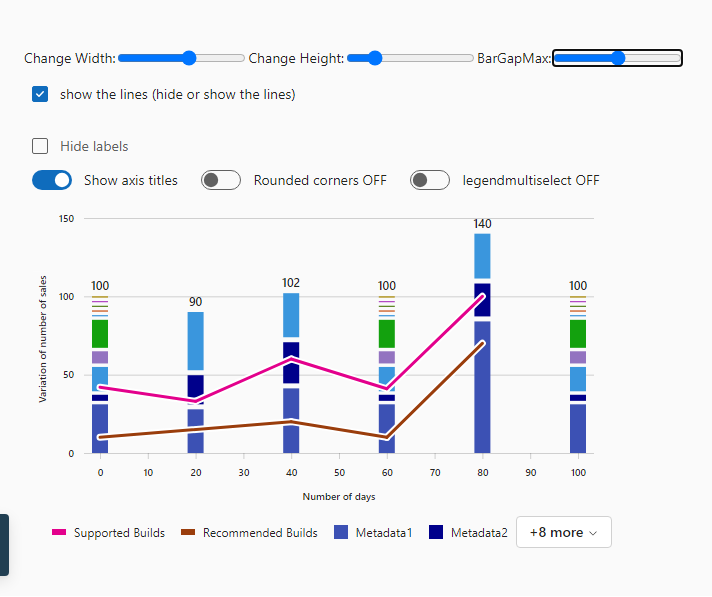 Change Width: Change Height: BarGapMax:
show the lines (hide or show the lines)
Hide labels
Show axis titles Rounded corners OFF legendmultiselect OFF
150
140
100
100 90 102 100 100
50
0
Variation of number of sales
0 10 20 30 40 50 60 70 80 90 100
Number of days
Supported Builds Recommended Builds Metadata1 Metadata2 +8 more